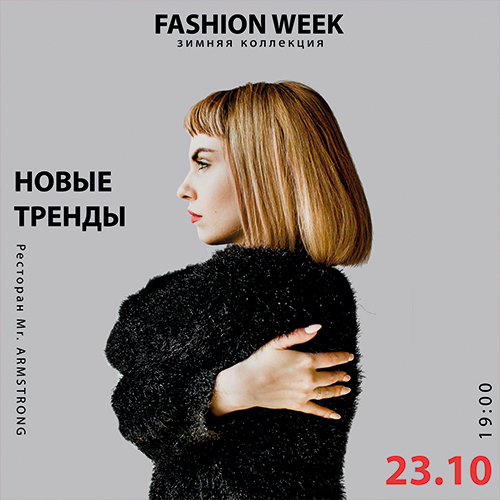 FASHION WEEK
зимняя коллекция
НОВЫЕ
ТРЕНДЫ
Ресторан Mr. ARMSTRONG
19:00
23.10